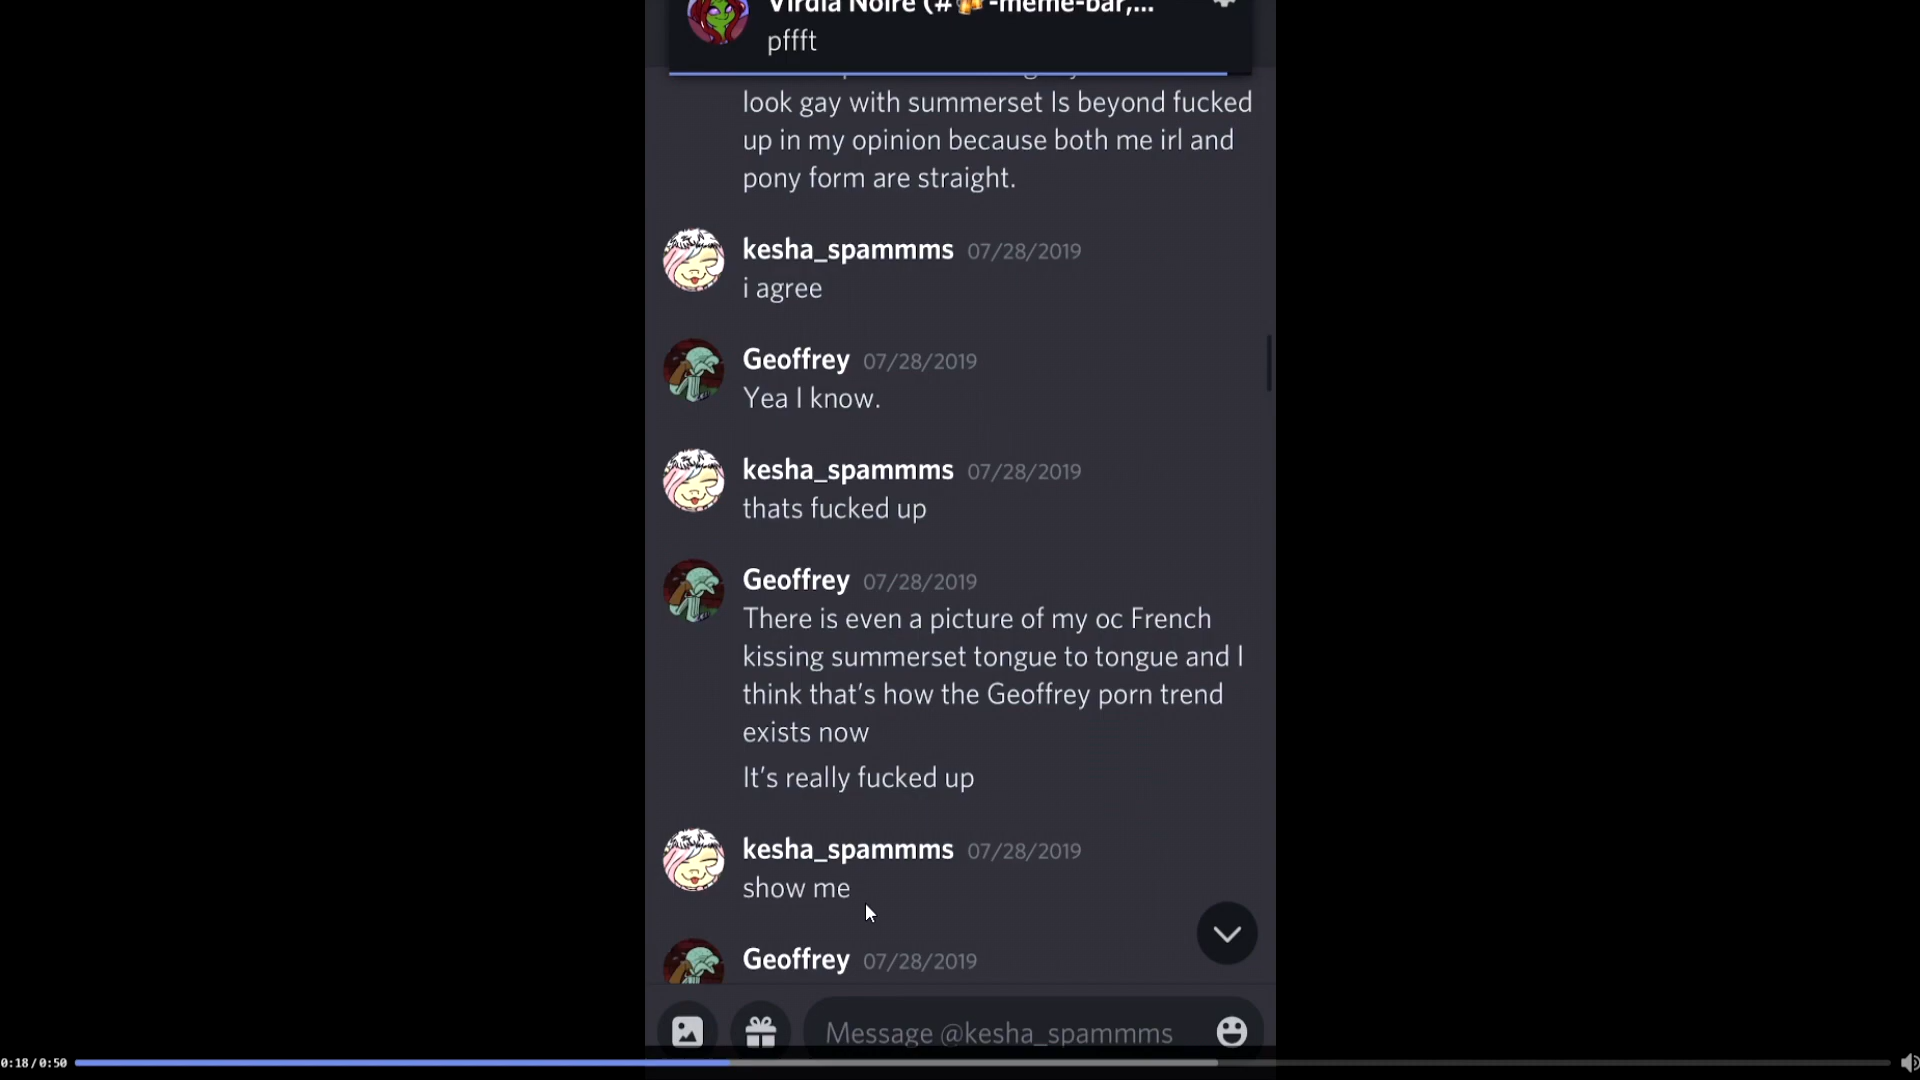 Virdia Noire (#🍻-meme-bar,...
pffft
look gay with summerset Is beyond fucked
up in my opinion because both me irl and
pony form are straight.
kesha_spammms 07/28/2019
i agree
Geoffrey 07/28/2019
Yea I know.
kesha_spammms 07/28/2019
thats fucked up
Geoffrey 07/28/2019
There is even a picture of my oc French
kissing summerset tongue to tongue and I
think that's how the Geoffrey porn trend
exists now
It's really fucked up
kesha_spammms 07/28/2019
show me
Geoffrey 07/28/2019
Message @kesha_spammms
0:18/0:50